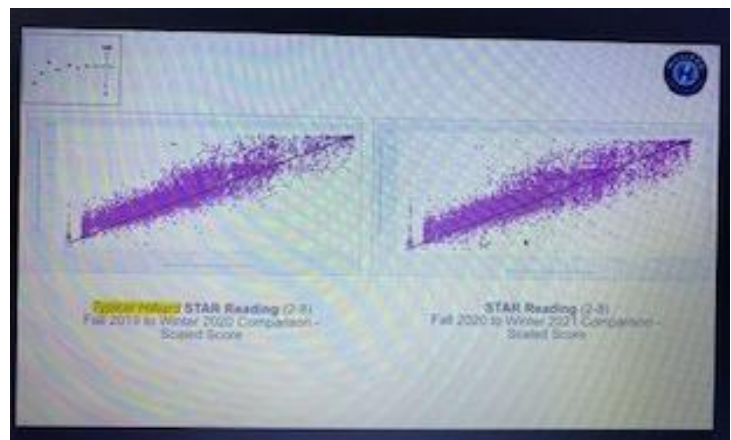 Typical Hilliard STAR Reading (2-8)
Fall 2019 to Winter 2020 Comparison -
Scaled Score
STAR Reading (2-8)
Fall 2020 to Winter 2021 Comparison -
Scaled Score